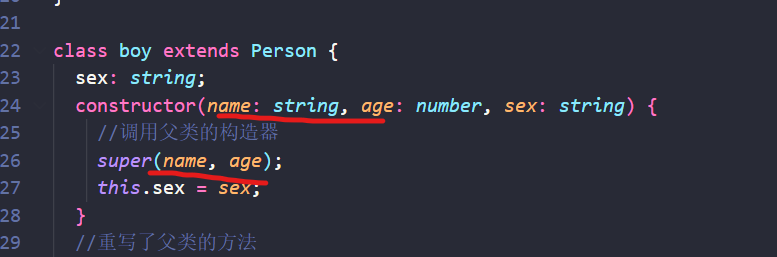 21
22 class boy extends Person {
23 sex: string;
24 constructor(name: string, age: number, sex: string) {
25 //调用父类的构造器
26 super(name, age);
27 this.sex = sex;
28 }
29 //重写了父类的方法